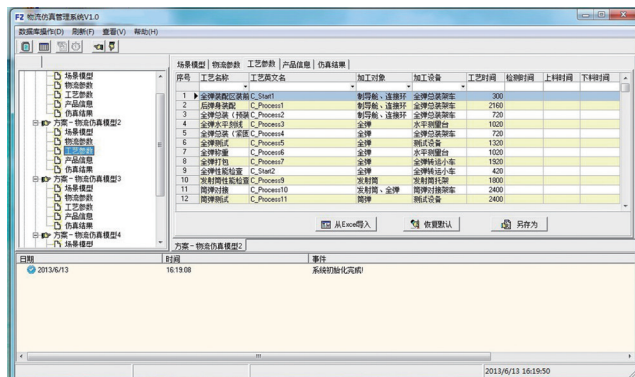 FZ 物流仿真管理系统V1.0
数据库操作(D) 刷新(F) 查看(V) 帮助(H)
场景模型
物流参数
工艺参数
产品信息
仿真结果
方案-物流仿真模型2
场景模型
物流参数
工艺参数
产品信息
仿真结果
方案-物流仿真模型3
场景模型
物流参数
工艺参数
产品信息
仿真结果
方案-物流仿真模型4
场景模型
场景模型 物流参数 工艺参数 产品信息 仿真结果
序号 工艺名称 工艺英文名 加工对象 加工设备 工艺时间 检测时间 上料时间 下料时间
1 全弹装配区装前 C_Start1 制导航、连接环 全弹总装架车 300
2 后弹身装配 C_Process1 制导航、连接环 全弹总装架车 2160
3 全弹总装(预装 C_Process2 制导航、连接环 全弹总装架车 720
4 全弹水平测试 C_Process3 全弹 水平测量台 1020
5 全弹总装(紧固 C_Process4 全弹 全弹总装架车 720
6 全弹测试 C_Process5 全弹 测试设备 1320
7 全弹称重 C_Process6 全弹 水平测量台 1020
8 全弹打包 C_Process7 全弹 全弹转运小车 1920
9 全弹性能检查 C_Start2 全弹 全弹转运小车 420
10 发射筒性能检查 C_Process9 发射筒 发射筒托架 1800
11 筒弹对接 C_Process10 发射筒、全弹 筒弹对接架车 2400
12 筒弹测试 C_Process11 筒弹 测试设备 2400
从Excel导入 恢复默认 另存为
方案-物流仿真模型2
日期 时间 事件
2013/6/13 16:19:08 系统初始化完成!
2013/6/13 16:19:50